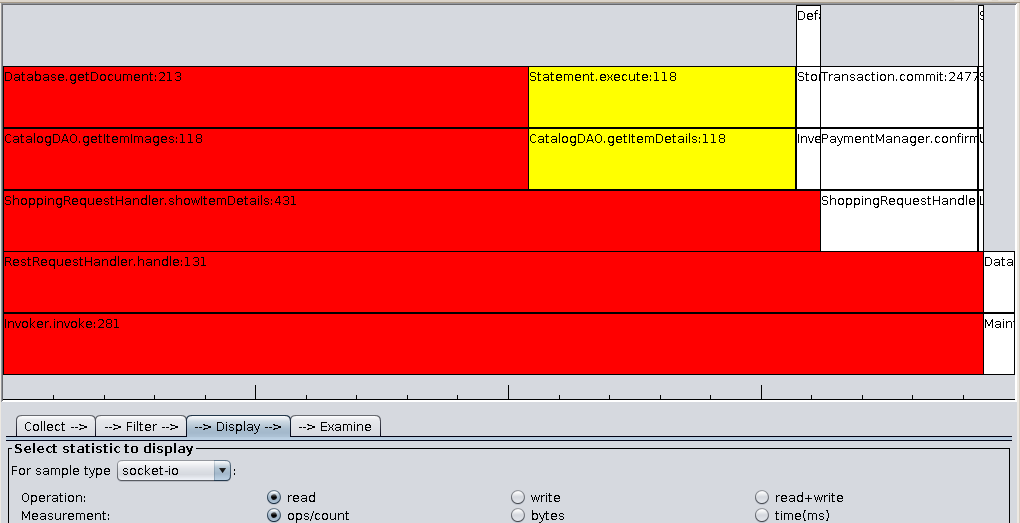 Defa
Database.getDocument:213 Statement.execute:118 Transaction.commit:2477
CatalogDAO.getItemImages:118 CatalogDAO.getItemDetails:118 Inve PaymentManager.confirm
ShoppingRequestHandler.showItemDetails:431 ShoppingRequestHandle
RestRequestHandler.handle:131 Data
Invoker.invoke:281 Main
Collect --> --> Filter --> --> Display --> --> Examine
Select statistic to display
For sample type socket-io :
Operation: read write read+write
Measurement: ops/count bytes time(ms)